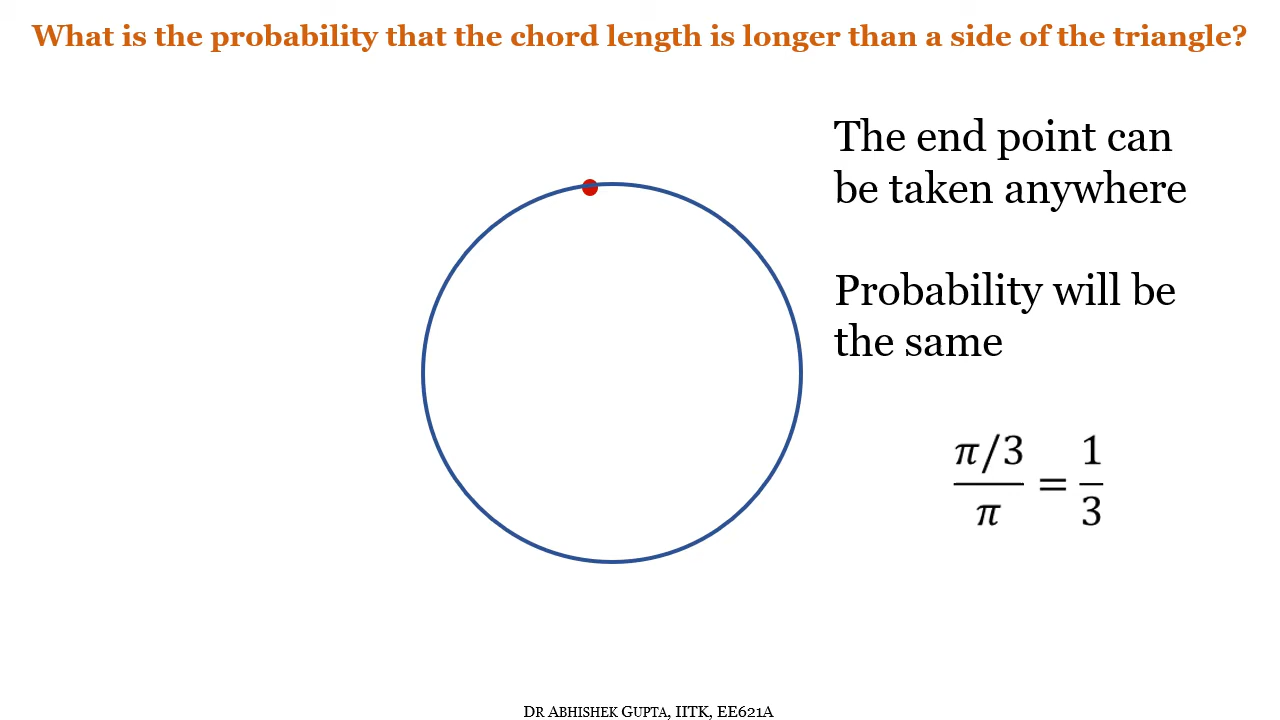 What is the probability that the chord length is longer than a side of the triangle?
The end point can
be taken anywhere
Probability will be
the same
π/3
π
=
1
3
DR ABHISHEK GUPTA, IITK, EE621A